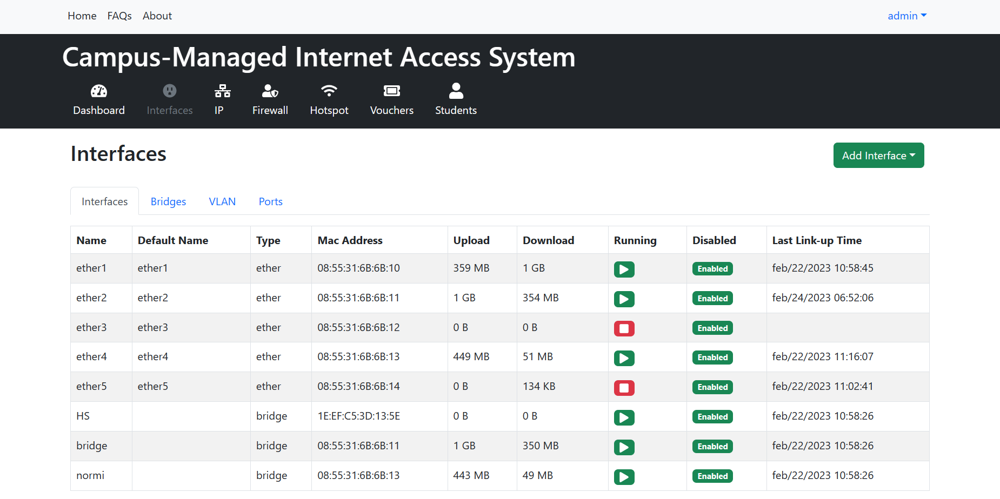 Home FAQs About admin
Campus-Managed Internet Access System
Dashboard Interfaces IP Firewall Hotspot Vouchers Students
Interfaces Add Interface
Interfaces Bridges VLAN Ports
Name Default Name Type Mac Address Upload Download Running Disabled Last Link-up Time
ether1 ether1 ether 08:55:31:6B:6B:10 359 MB 1 GB Enabled feb/22/2023 10:58:45
ether2 ether2 ether 08:55:31:6B:6B:11 1 GB 354 MB Enabled feb/24/2023 06:52:06
ether3 ether3 ether 08:55:31:6B:6B:12 0 B 0 B Enabled
ether4 ether4 ether 08:55:31:6B:6B:13 449 MB 51 MB Enabled feb/22/2023 11:16:07
ether5 ether5 ether 08:55:31:6B:6B:14 0 B 134 KB Enabled feb/22/2023 11:02:41
HS bridge 1E:EF:C5:3D:13:5E 0 B 0 B Enabled feb/22/2023 10:58:26
bridge bridge 08:55:31:6B:6B:11 1 GB 350 MB Enabled feb/22/2023 10:58:26
normi bridge 08:55:31:6B:6B:13 443 MB 49 MB Enabled feb/22/2023 10:58:26